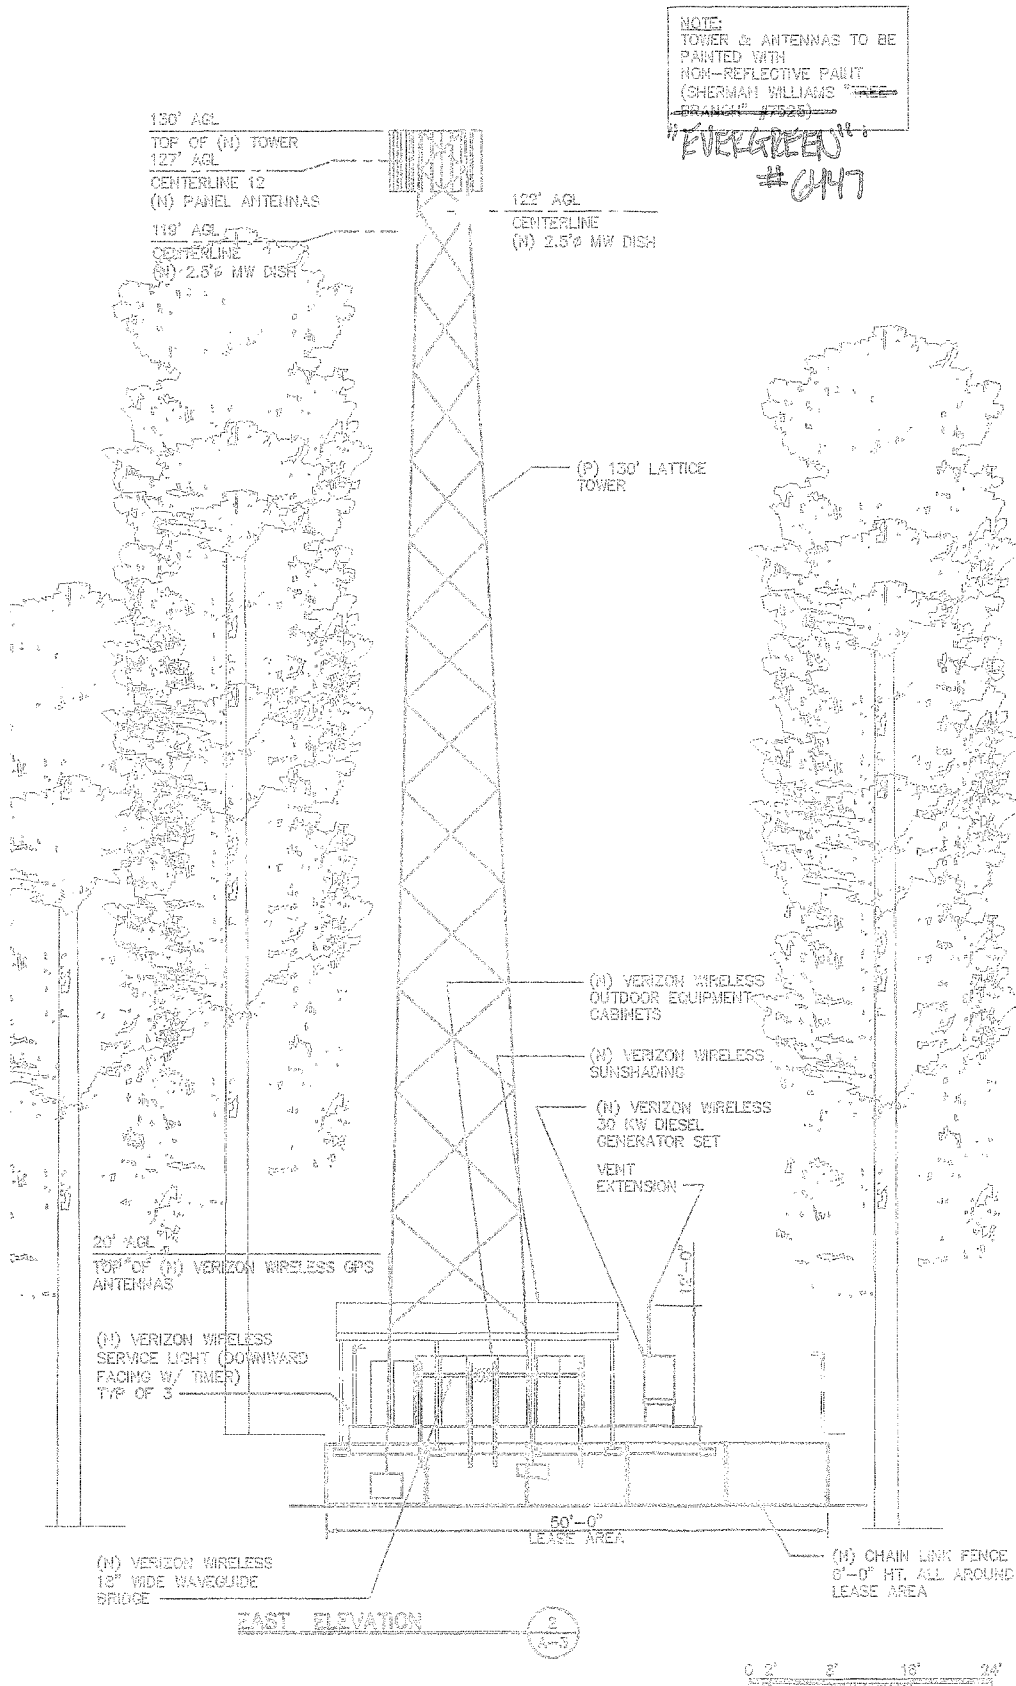 NOTE:
TOWER & ANTENNAS TO BE
PAINTED WITH
NON-REFLECTIVE PAINT
(SHERMAN WILLIAMS "TREE
BRANCH" #7525)
"EVERGREEN":
#6447
130' AGL
TOP OF (N) TOWER
127' AGL
CENTERLINE 12
(N) PANEL ANTENNAS
122' AGL
CENTERLINE
(N) 2.5'ø MW DISH
119' AGL
CENTERLINE
(N) 2.5'ø MW DISH
(P) 130' LATTICE
TOWER
(N) VERIZON WIRELESS
OUTDOOR EQUIPMENT
CABINETS
(N) VERIZON WIRELESS
SUNSHADING
(N) VERIZON WIRELESS
30 KW DIESEL
GENERATOR SET
VENT
EXTENSION
20' AGL
TOP OF (N) VERIZON WIRELESS GPS
ANTENNAS
(N) VERIZON WIRELESS
SERVICE LIGHT (DOWNWARD
FACING W/ TIMER)
TYP OF 3
50'-0"
LEASE AREA
(N) VERIZON WIRELESS
18" WIDE WAVEGUIDE
BRIDGE
(N) CHAIN LINK FENCE
HT. ALL AROUND
LEASE AREA
EAST ELEVATION
2
A-3
0 2' 8' 16' 24'